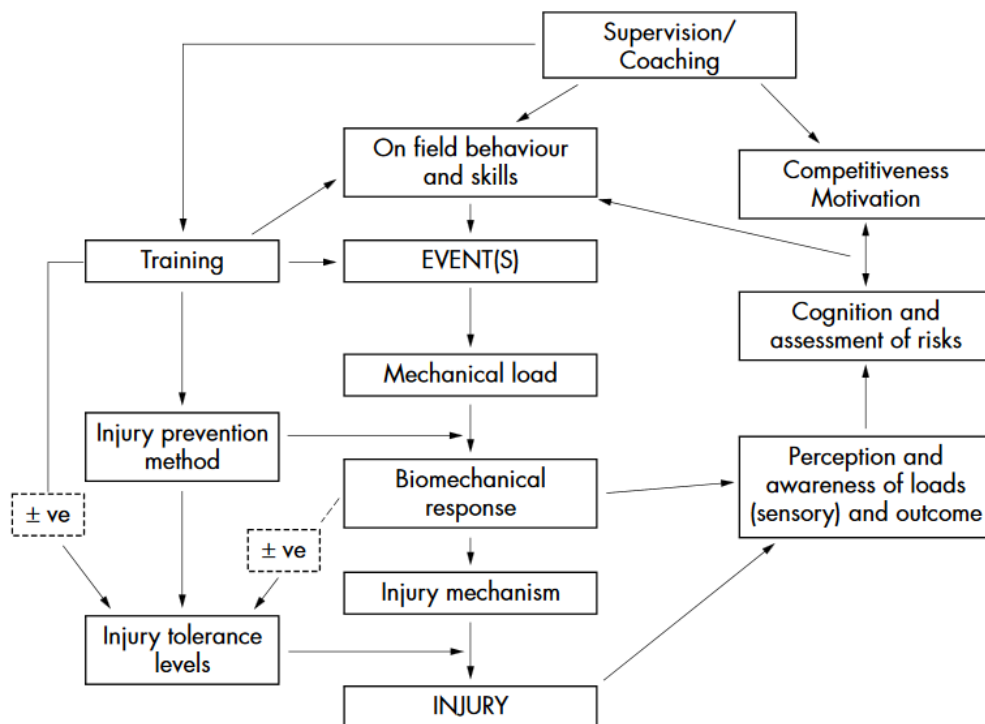 Supervision/
Coaching
On field behaviour
and skills
Competitiveness
Motivation
Training
EVENT(S)
Cognition and
assessment of risks
Mechanical load
Injury prevention
method
Biomechanical
response
Perception and
awareness of loads
(sensory) and outcome
± ve
± ve
Injury mechanism
Injury tolerance
levels
INJURY